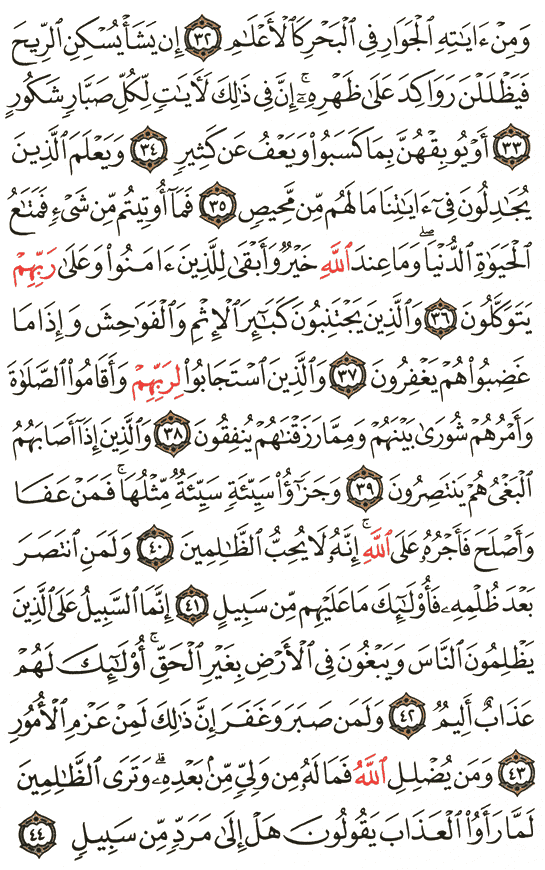 وَمِنْ ءَايَـٰتِهِ ٱلْجَوَارِ فِى ٱلْبَحْرِ كَٱلْأَعْلَـٰمِ ٣٢ إِن يَشَأْ يُسْكِنِ ٱلرِّيحَ
فَيَظْلَلْنَ رَوَاكِدَ عَلَىٰ ظَهْرِهِۦٓ ۚ إِنَّ فِى ذَٰلِكَ لَـَٔايَـٰتٍ لِّكُلِّ صَبَّارٍ شَكُورٍ
٣٣ أَوْ يُوبِقْهُنَّ بِمَا كَسَبُوا۟ وَيَعْفُ عَن كَثِيرٍ ٣٤ وَيَعْلَمَ ٱلَّذِينَ
يُجَـٰدِلُونَ فِىٓ ءَايَـٰتِنَا مَا لَهُم مِّن مَّحِيصٍ ٣٥ فَمَآ أُوتِيتُم مِّن شَىْءٍ فَمَتَـٰعُ
ٱلْحَيَوٰةِ ٱلدُّنْيَا ۖ وَمَا عِندَ ٱللَّهِ خَيْرٌ وَأَبْقَىٰ لِلَّذِينَ ءَامَنُوا۟ وَعَلَىٰ رَبِّهِمْ
يَتَوَكَّلُونَ ٣٦ وَٱلَّذِينَ يَجْتَنِبُونَ كَبَـٰٓئِرَ ٱلْإِثْمِ وَٱلْفَوَٰحِشَ وَإِذَا مَا
غَضِبُوا۟ هُمْ يَغْفِرُونَ ٣٧ وَٱلَّذِينَ ٱسْتَجَابُوا۟ لِرَبِّهِمْ وَأَقَامُوا۟ ٱلصَّلَوٰةَ
وَأَمْرُهُمْ شُورَىٰ بَيْنَهُمْ وَمِمَّا رَزَقْنَـٰهُمْ يُنفِقُونَ ٣٨ وَٱلَّذِينَ إِذَآ أَصَابَهُمُ
ٱلْبَغْىُ هُمْ يَنتَصِرُونَ ٣٩ وَجَزَٰٓؤُا۟ سَيِّئَةٍ سَيِّئَةٌ مِّثْلُهَا ۖ فَمَنْ عَفَا
وَأَصْلَحَ فَأَجْرُهُۥ عَلَى ٱللَّهِ ۚ إِنَّهُۥ لَا يُحِبُّ ٱلظَّـٰلِمِينَ ٤٠ وَلَمَنِ ٱنتَصَرَ
بَعْدَ ظُلْمِهِۦ فَأُو۟لَـٰٓئِكَ مَا عَلَيْهِم مِّن سَبِيلٍ ٤١ إِنَّمَا ٱلسَّبِيلُ عَلَى ٱلَّذِينَ
يَظْلِمُونَ ٱلنَّاسَ وَيَبْغُونَ فِى ٱلْأَرْضِ بِغَيْرِ ٱلْحَقِّ ۚ أُو۟لَـٰٓئِكَ لَهُمْ
عَذَابٌ أَلِيمٌ ٤٢ وَلَمَن صَبَرَ وَغَفَرَ إِنَّ ذَٰلِكَ لَمِنْ عَزْمِ ٱلْأُمُورِ
٤٣ وَمَن يُضْلِلِ ٱللَّهُ فَمَا لَهُۥ مِن وَلِىٍّ مِّنۢ بَعْدِهِۦ ۗ وَتَرَى ٱلظَّـٰلِمِينَ
لَمَّا رَأَوُا۟ ٱلْعَذَابَ يَقُولُونَ هَلْ إِلَىٰ مَرَدٍّ مِّن سَبِيلٍ ٤٤